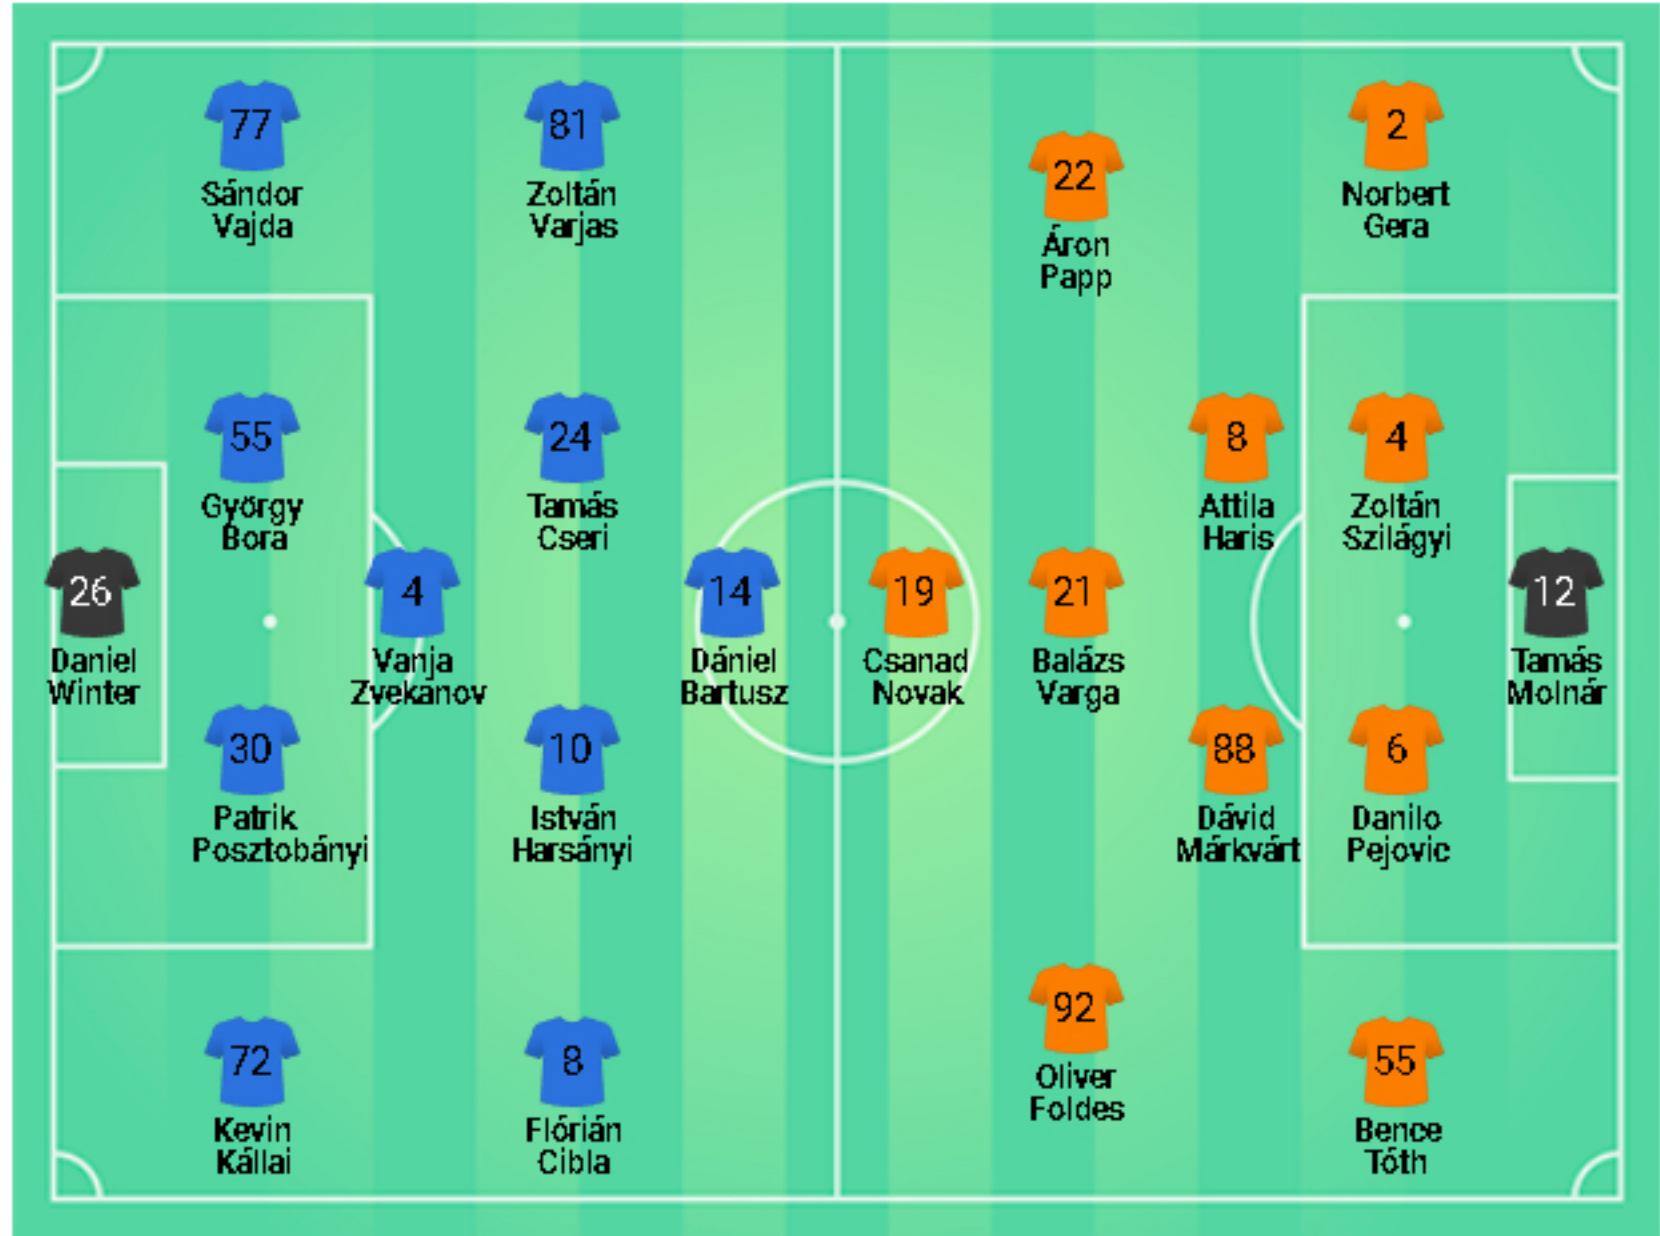 77
Sándor
Vajda
81
Zoltán
Varjas
22
Áron
Papp
2
Norbert
Gera
55
György
Bora
24
Tamás
Cseri
8
Attila
Haris
4
Zoltán
Szilágyi
26
Daniel
Winter
4
Vanja
Zvekanov
14
Dániel
Bartusz
19
Csanad
Novak
21
Balázs
Varga
12
Tamás
Molnár
30
Patrik
Posztobányi
10
István
Harsányi
88
Dávid
Márkvárt
6
Danilo
Pejovic
72
Kevin
Kállai
8
Flórián
Cibla
92
Oliver
Foldes
55
Bence
Tóth